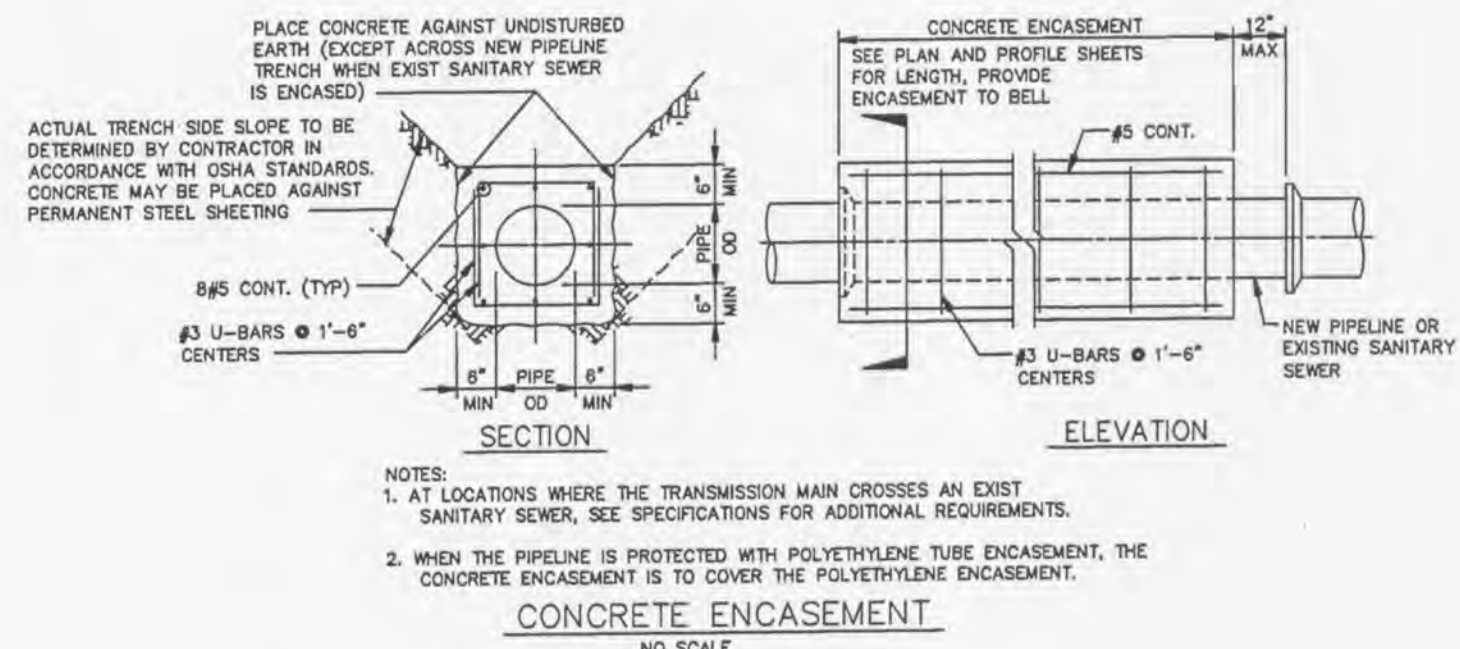 PLACE CONCRETE AGAINST UNDISTURBED
EARTH (EXCEPT ACROSS NEW PIPELINE
TRENCH WHEN EXIST SANITARY SEWER
IS ENCASED)
ACTUAL TRENCH SIDE SLOPE TO BE
DETERMINED BY CONTRACTOR IN
ACCORDANCE WITH OSHA STANDARDS.
CONCRETE MAY BE PLACED AGAINST
PERMANENT STEEL SHEETING
8#5 CONT. (TYP)
#3 U-BARS @ 1'-6"
CENTERS
6"
MIN
PIPE
OD
6"
MIN
6"
MIN
PIPE
OD
6"
MIN
SECTION
CONCRETE ENCASEMENT
12"
MAX
SEE PLAN AND PROFILE SHEETS
FOR LENGTH, PROVIDE
ENCASEMENT TO BELL
#5 CONT.
#3 U-BARS @ 1'-6"
CENTERS
NEW PIPELINE OR
EXISTING SANITARY
SEWER
ELEVATION
NOTES:
1. AT LOCATIONS WHERE THE TRANSMISSION MAIN CROSSES AN EXIST
SANITARY SEWER, SEE SPECIFICATIONS FOR ADDITIONAL REQUIREMENTS.
2. WHEN THE PIPELINE IS PROTECTED WITH POLYETHYLENE TUBE ENCASEMENT, THE
CONCRETE ENCASEMENT IS TO COVER THE POLYETHYLENE ENCASEMENT.
CONCRETE ENCASEMENT
NO SCALE